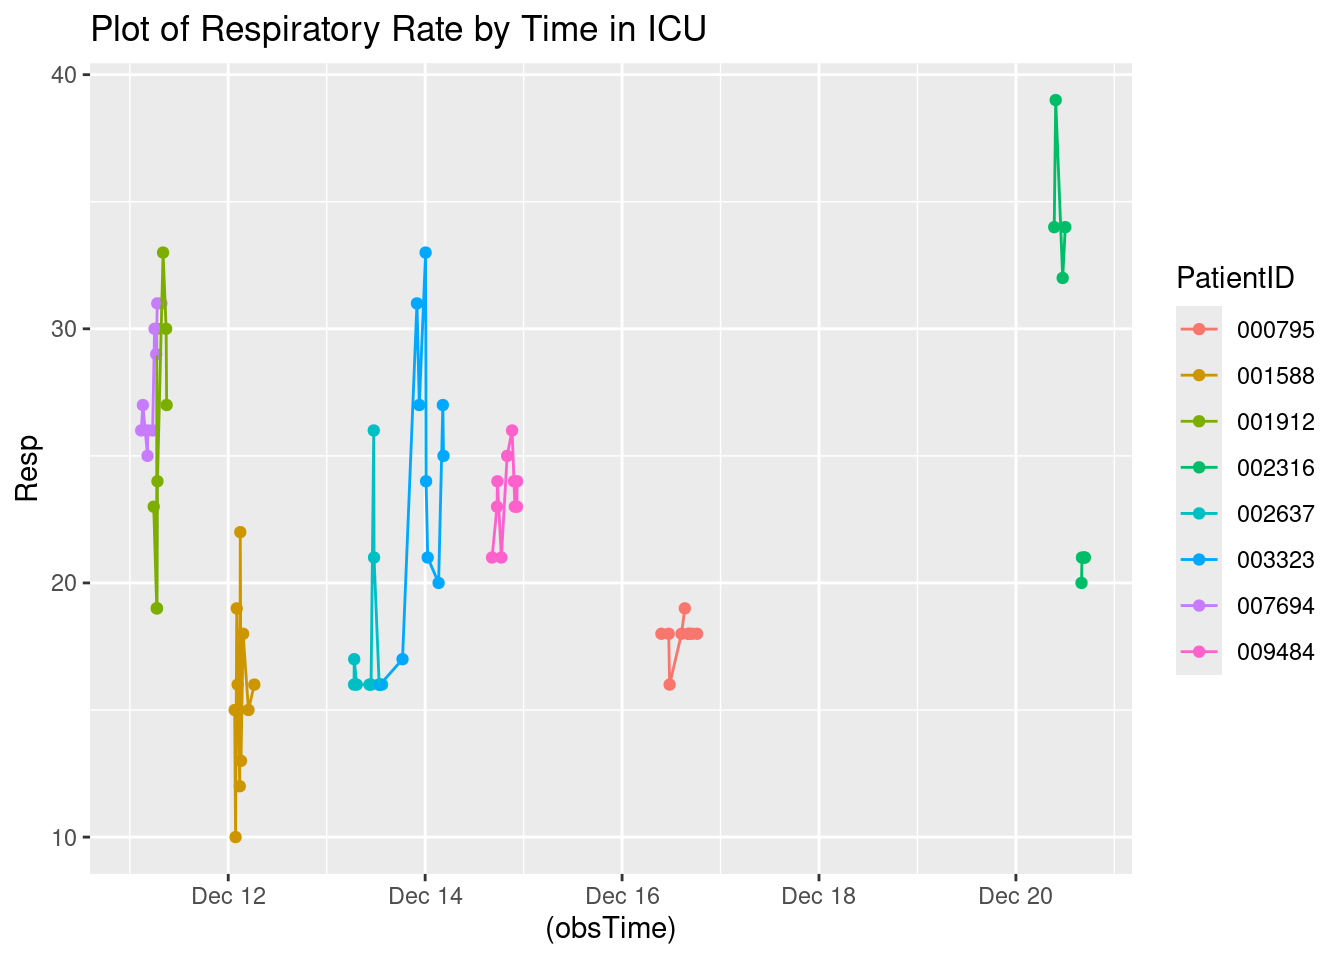 Plot of Respiratory Rate by Time in ICU
40
30
20
10
Resp
Dec 12 Dec 14 Dec 16 Dec 18 Dec 20
(obsTime)
PatientID
000795
001588
001912
002316
002637
003323
007694
009484